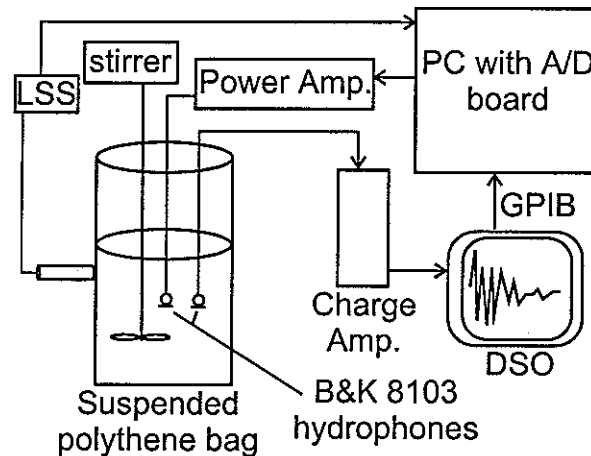 stirrer
LSS
Power Amp.
PC with A/D
board
GPIB
Charge
Amp.
DSO
Suspended
polythene bag
B&K 8103
hydrophones